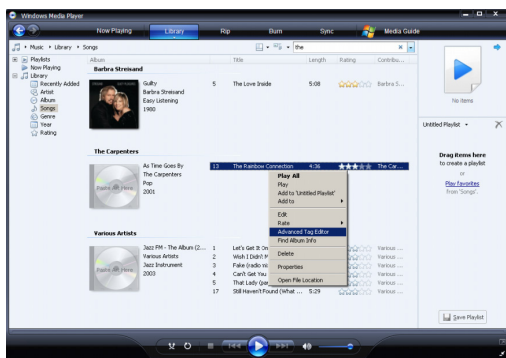 Windows Media Player
Now Playing Library Rip Burn Sync Media Guide
Music Library Songs the
Playlists
Now Playing
Library
Recently Added
Artist
Album
Songs
Genre
Year
Rating
Album Title Length Rating Contribu...
Barbra Streisand
Guilty 5 The Love Inside 5:08 Barbra S...
Barbra Streisand
Easy Listening
1980
The Carpenters
As Time Goes By 13 The Rainbow Connection 4:36 The Car...
The Carpenters
Pop
2001
Paste Art Here
Play All
Play
Add to 'Untitled Playlist'
Add to
Edit
Rate
Advanced Tag Editor
Find Album Info
Delete
Properties
Open File Location
Various Artists
Jazz FM - The Album (2... 1 Let's Get It On Various ...
Various Artists 2 Wish I Didn't M Various ...
Jazz Instrument 3 Fake (radio mi Various ...
2003 4 Can't Get You Various ...
5 That Lady (par Various ...
17 Still Haven't Found (What ... 5:29 Various ...
Paste Art Here
No items
Untitled Playlist
Drag items here
to create a playlist
or
Play favorites
from 'Songs'.
Save Playlist